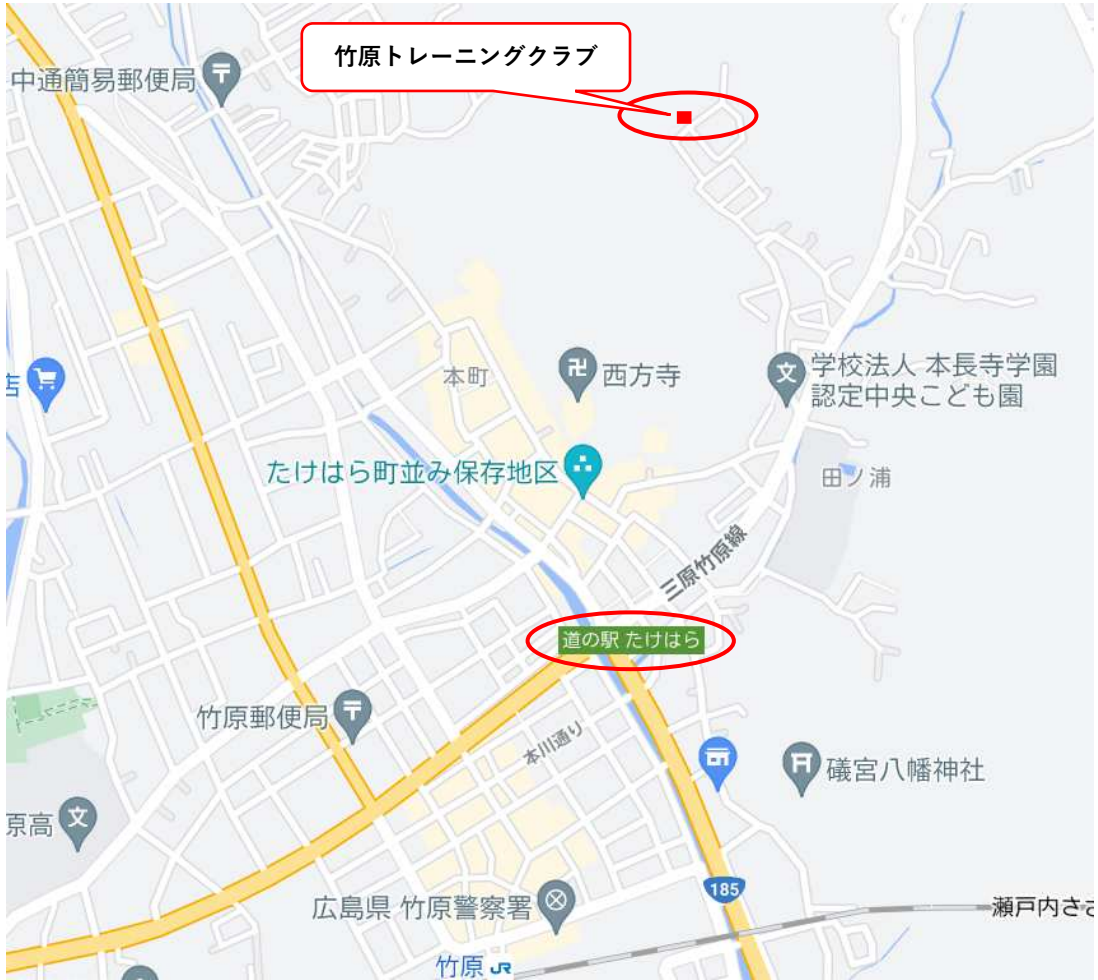 竹原トレーニングクラブ
中通簡易郵便局
店
本町
西方寺
学校法人 本長寺学園
認定中央こども園
たけはら町並み保存地区
田ノ浦
三原竹原線
道の駅 たけはら
竹原郵便局
本川通り
礒宮八幡神社
原高
185
広島県 竹原警察署
瀬戸内さざ
竹原 JR